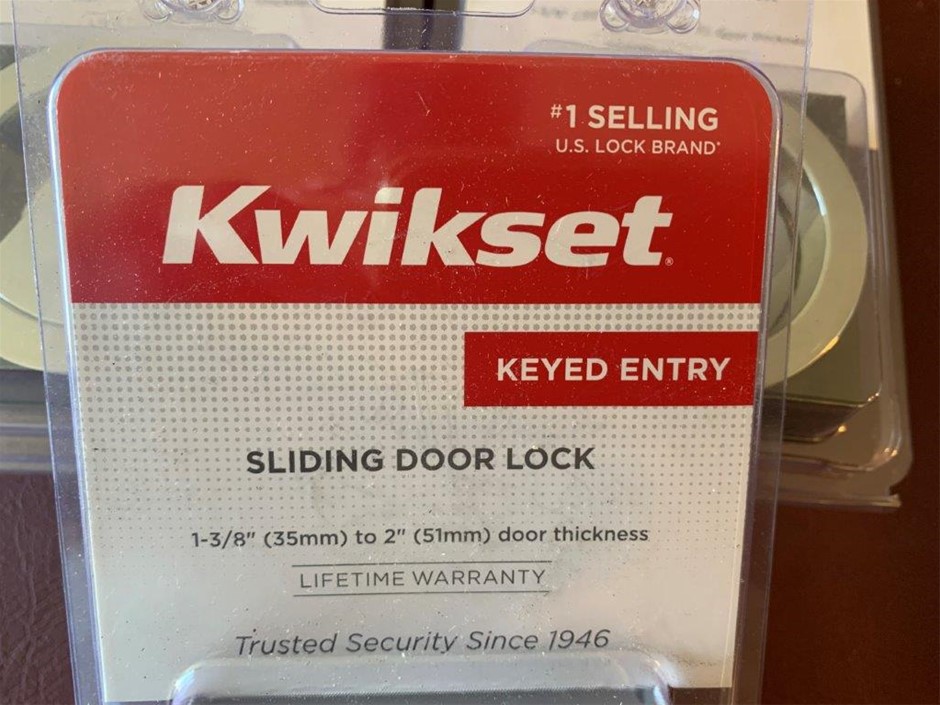 #1 SELLING
U.S. LOCK BRAND*
Kwikset®
KEYED ENTRY
SLIDING DOOR LOCK
1-3/8" (35mm) to 2" (51mm) door thickness
LIFETIME WARRANTY
Trusted Security Since 1946